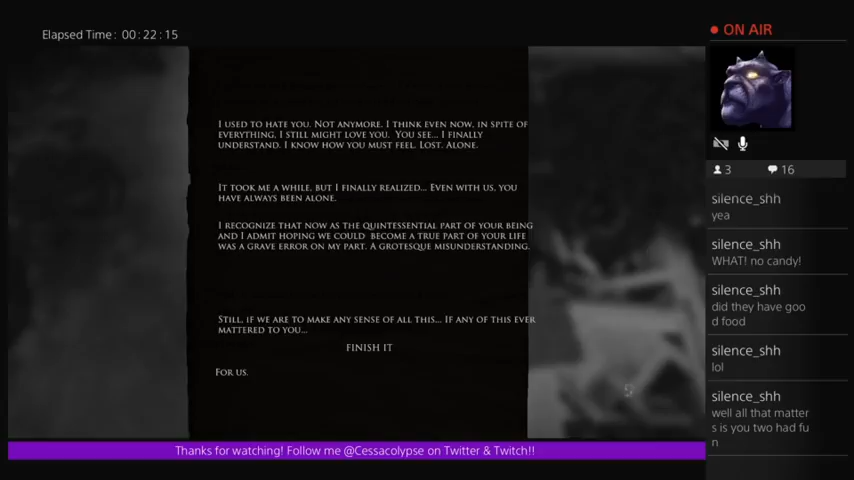 Elapsed Time: 00:22:15
ON AIR
I USED TO HATE YOU. NOT ANYMORE. I THINK EVEN NOW, IN SPITE OF
EVERYTHING, I STILL MIGHT LOVE YOU. YOU SEE... I FINALLY
UNDERSTAND. I KNOW HOW YOU MUST FEEL. LOST. ALONE.
IT TOOK ME A WHILE, BUT I FINALLY REALIZED... EVEN WITH US, YOU
HAVE ALWAYS BEEN ALONE.
I RECOGNIZE THAT NOW AS THE QUINTESSENTIAL PART OF YOUR BEING
AND I ADMIT HOPING WE COULD BECOME A TRUE PART OF YOUR LIFE
WAS A GRAVE ERROR ON MY PART. A GROTESQUE MISUNDERSTANDING.
STILL, IF WE ARE TO MAKE ANY SENSE OF ALL THIS... IF ANY OF THIS EVER
MATTERED TO YOU...
FINISH IT
FOR US.
Thanks for watching! Follow me @Cessacolypse on Twitter & Twitch!!
3
16
silence_shh
yea
silence_shh
WHAT! no candy!
silence_shh
did they have goo
d food
silence_shh
lol
silence_shh
well all that matter
s is you two had fu
n